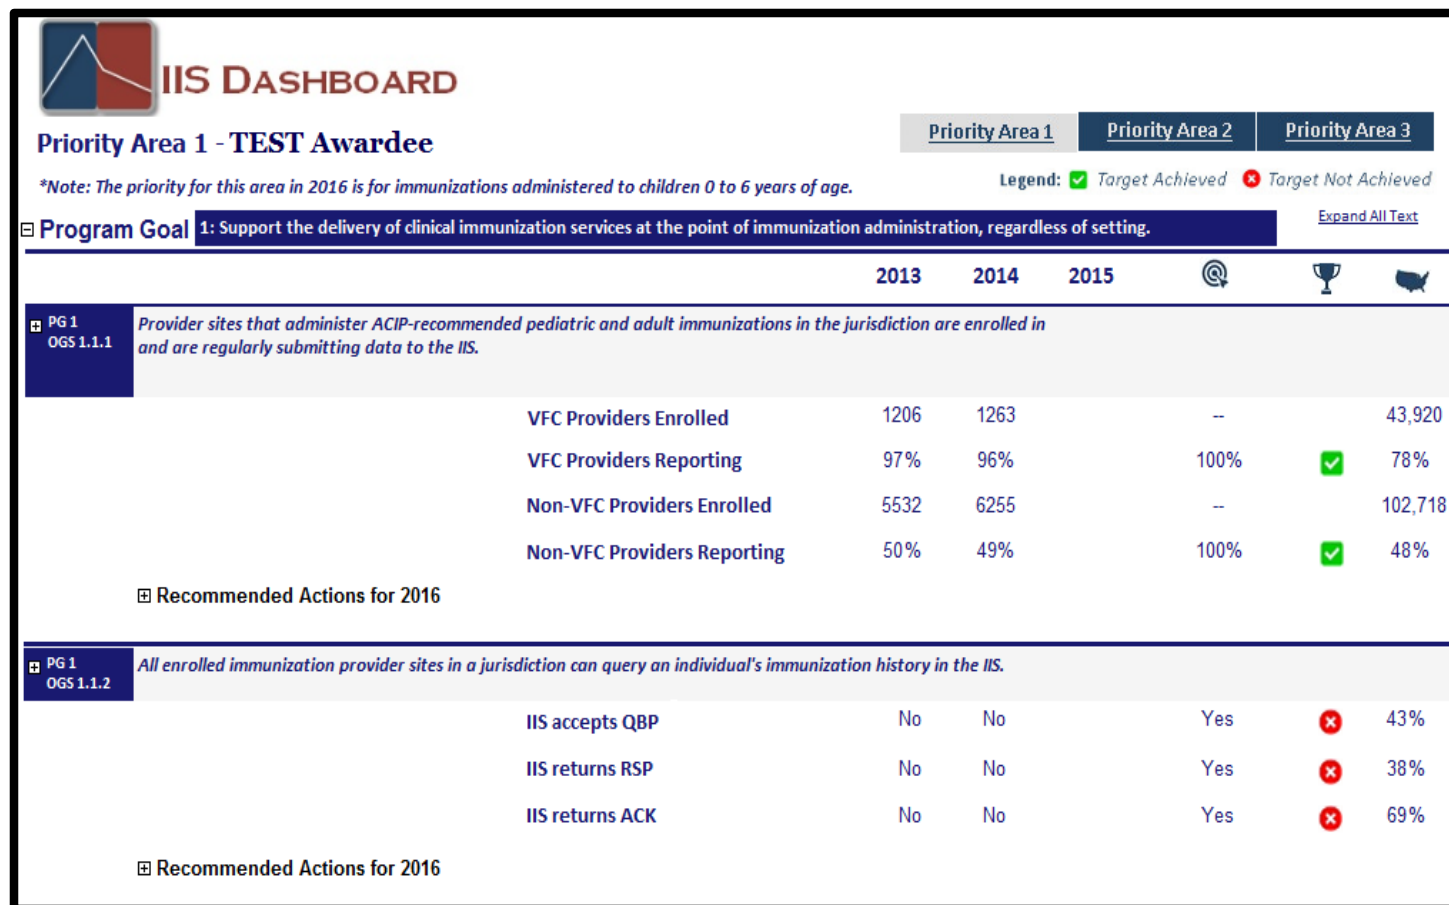 IIS DASHBOARD
Priority Area 1 - TEST Awardee
Priority Area 1 Priority Area 2 Priority Area 3
*Note: The priority for this area in 2016 is for immunizations administered to children 0 to 6 years of age.
Legend: Target Achieved Target Not Achieved
Program Goal 1: Support the delivery of clinical immunization services at the point of immunization administration, regardless of setting.
Expand All Text
2013 2014 2015
PG 1
OGS 1.1.1
Provider sites that administer ACIP-recommended pediatric and adult immunizations in the jurisdiction are enrolled in
and are regularly submitting data to the IIS.
VFC Providers Enrolled 1206 1263 -- 43,920
VFC Providers Reporting 97% 96% 100% 78%
Non-VFC Providers Enrolled 5532 6255 -- 102,718
Non-VFC Providers Reporting 50% 49% 100% 48%
Recommended Actions for 2016
PG 1
OGS 1.1.2
All enrolled immunization provider sites in a jurisdiction can query an individual's immunization history in the IIS.
IIS accepts QBP No No Yes 43%
IIS returns RSP No No Yes 38%
IIS returns ACK No No Yes 69%
Recommended Actions for 2016